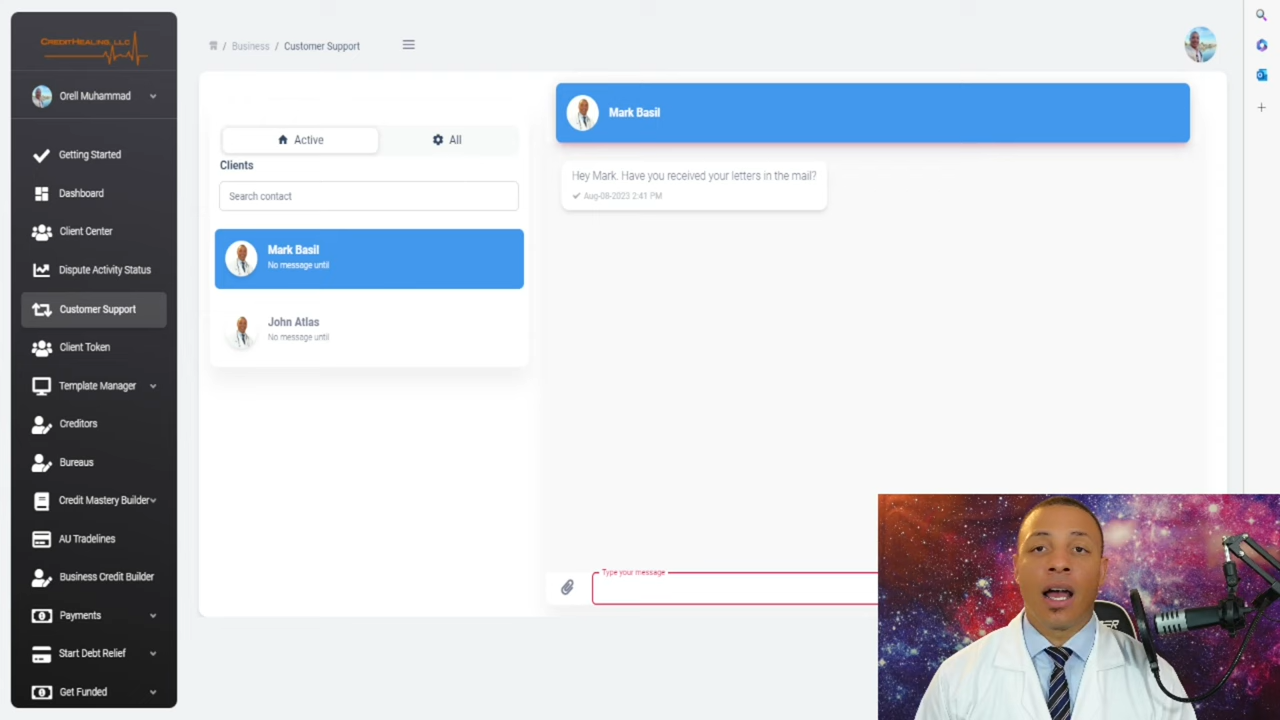 CREDITHEALING, LLC
Orell Muhammad
Getting Started
Dashboard
Client Center
Dispute Activity Status
Customer Support
Client Token
Template Manager
Creditors
Bureaus
Credit Mastery Builder
AU Tradelines
Business Credit Builder
Payments
Start Debt Relief
Get Funded
/ Business / Customer Support
Active
All
Clients
Search contact
Mark Basil
No message until
John Atlas
No message until
Mark Basil
Hey Mark. Have you received your letters in the mail?
Aug-08-2023 2:41 PM
Type your message